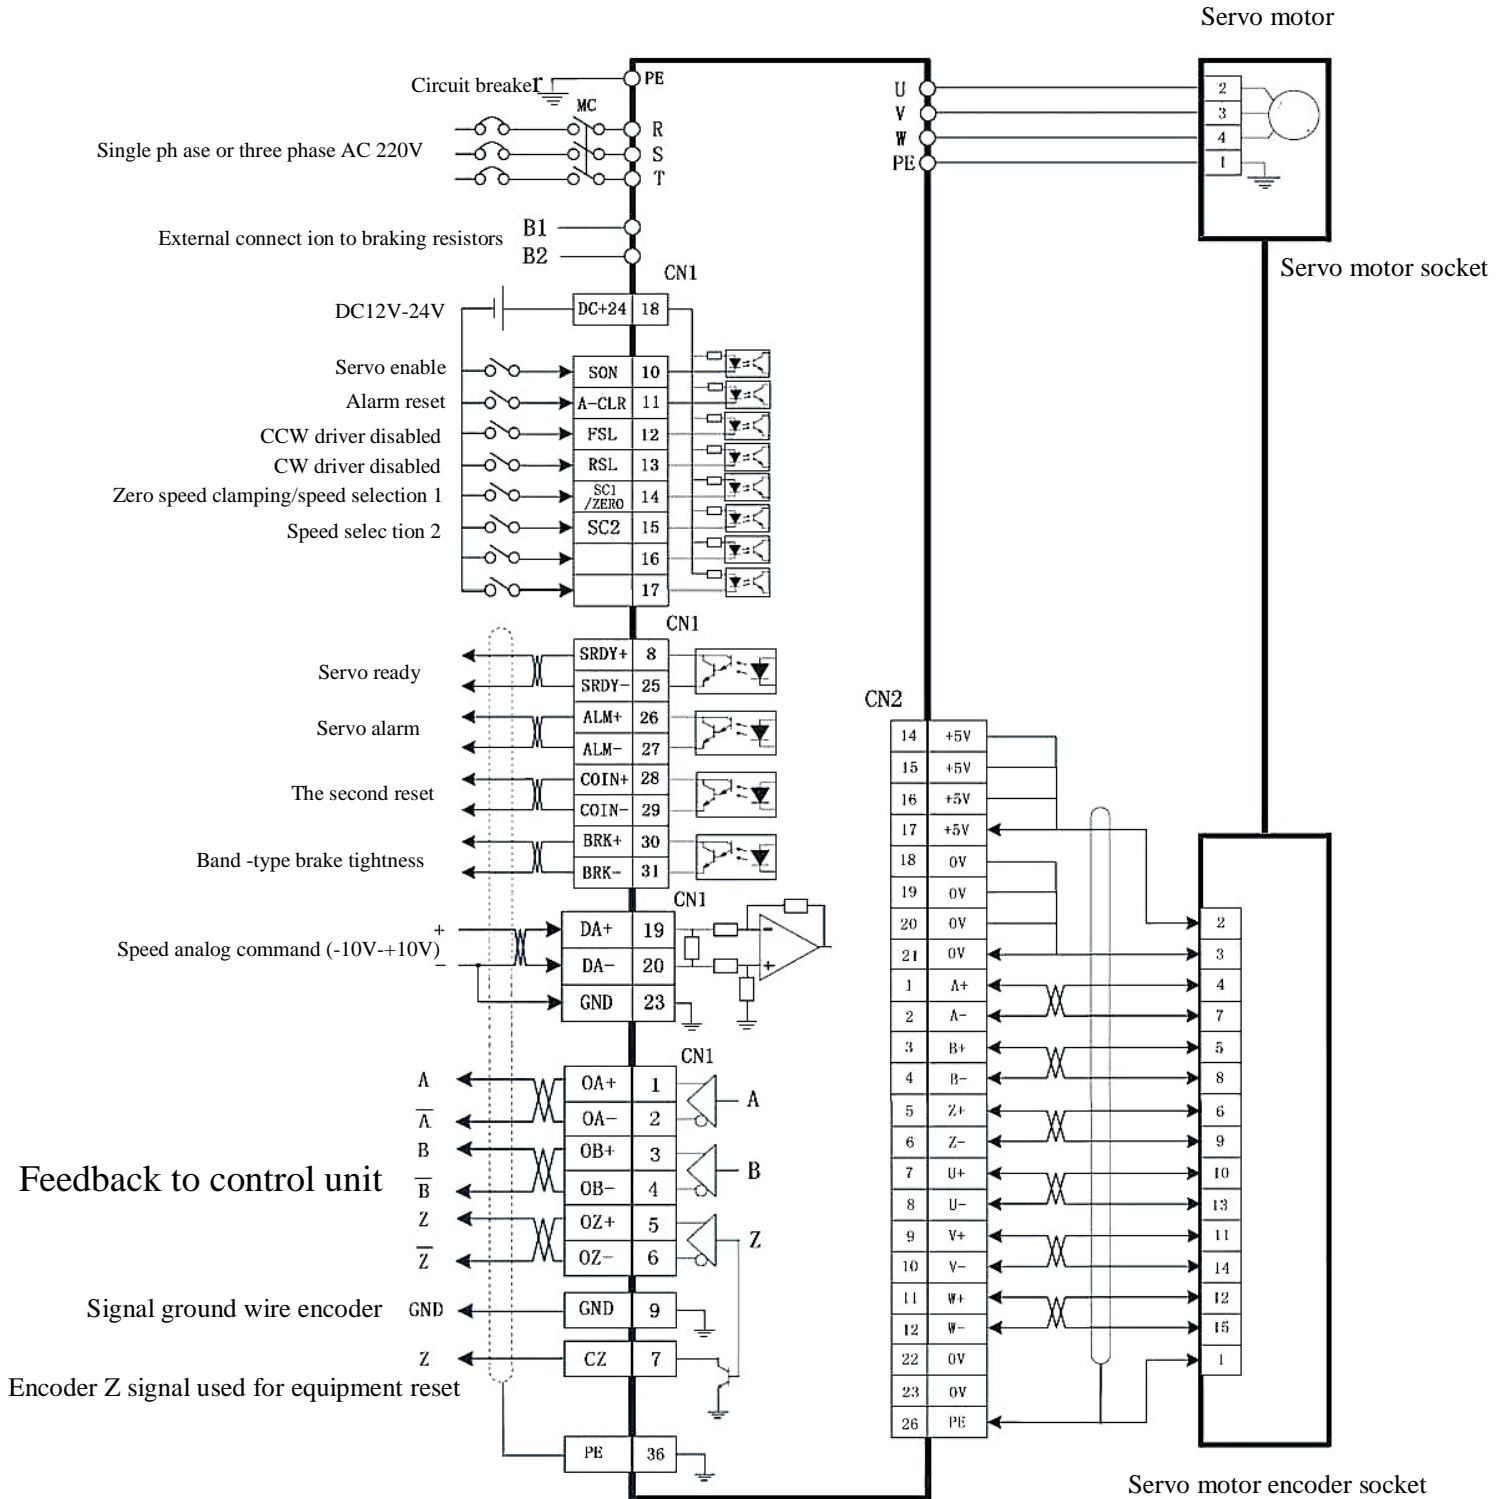 Servo motor
Circuit breaker
PE
MC
Single ph ase or three phase AC 220V
R
S
T
U
V
W
PE
2
3
4
1
External connect ion to braking resistors
B1
B2
Servo motor socket
CN1
DC12V-24V
DC+24 18
Servo enable SON 10
Alarm reset A-CLR 11
CCW driver disabled FSL 12
CW driver disabled RSL 13
Zero speed clamping/speed selection 1 SC1 /ZERO 14
Speed selec tion 2 SC2 15
16
17
CN1
Servo ready
SRDY+ 8
SRDY- 25
Servo alarm
ALM+ 26
ALM- 27
The second reset
COIN+ 28
COIN- 29
Band -type brake tightness
BRK+ 30
BRK- 31
CN1
Speed analog command (-10V-+10V)
+
−
DA+ 19
DA- 20
GND 23
- 
+
CN1
Feedback to control unit
A OA+ 1
A̅ OA- 2
A
B OB+ 3
B̅ OB- 4
B
Z OZ+ 5
Z̅ OZ- 6
Z
Signal ground wire encoder GND GND 9
Z CZ 7
Encoder Z signal used for equipment reset
PE 36
CN2
14 +5V
15 +5V
16 +5V
17 +5V
18 0V
19 0V
20 0V
21 0V
1 A+
2 A-
3 B+
4 B-
5 Z+
6 Z-
7 U+
8 U-
9 V+
10 V-
11 W+
12 W-
22 0V
23 0V
26 PE
2
3
4
7
5
8
6
9
10
13
11
14
12
15
1
Servo motor encoder socket